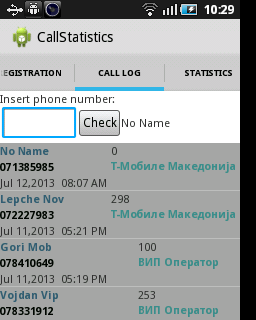 10:29
CallStatistics
EGISTRATION CALL LOG STATISTICS
Insert phone number:
Check No Name
No Name 0
071385985 Т-Мобиле Македонија
Jul 12,2013 08:07 AM
Lepche Nov 298
072227983 Т-Мобиле Македонија
Jul 11,2013 05:21 PM
Gori Mob 100
078410649 ВИП Оператор
Jul 11,2013 05:19 PM
Vojdan Vip 253
078331912 ВИП Оператор